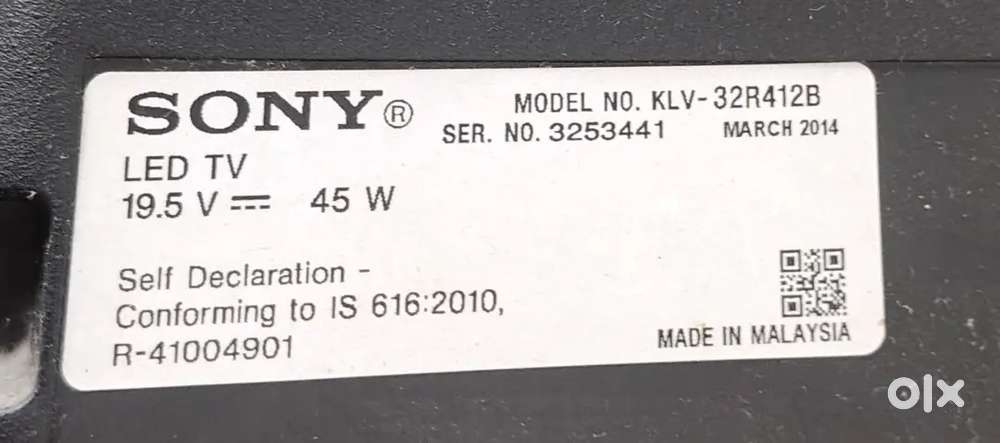 SONY®
MODEL NO. KLV-32R412B
SER. NO. 3253441 MARCH 2014
LED TV
19.5 V ⎓ 45 W
Self Declaration -
Conforming to IS 616:2010,
R-41004901
MADE IN MALAYSIA
olx